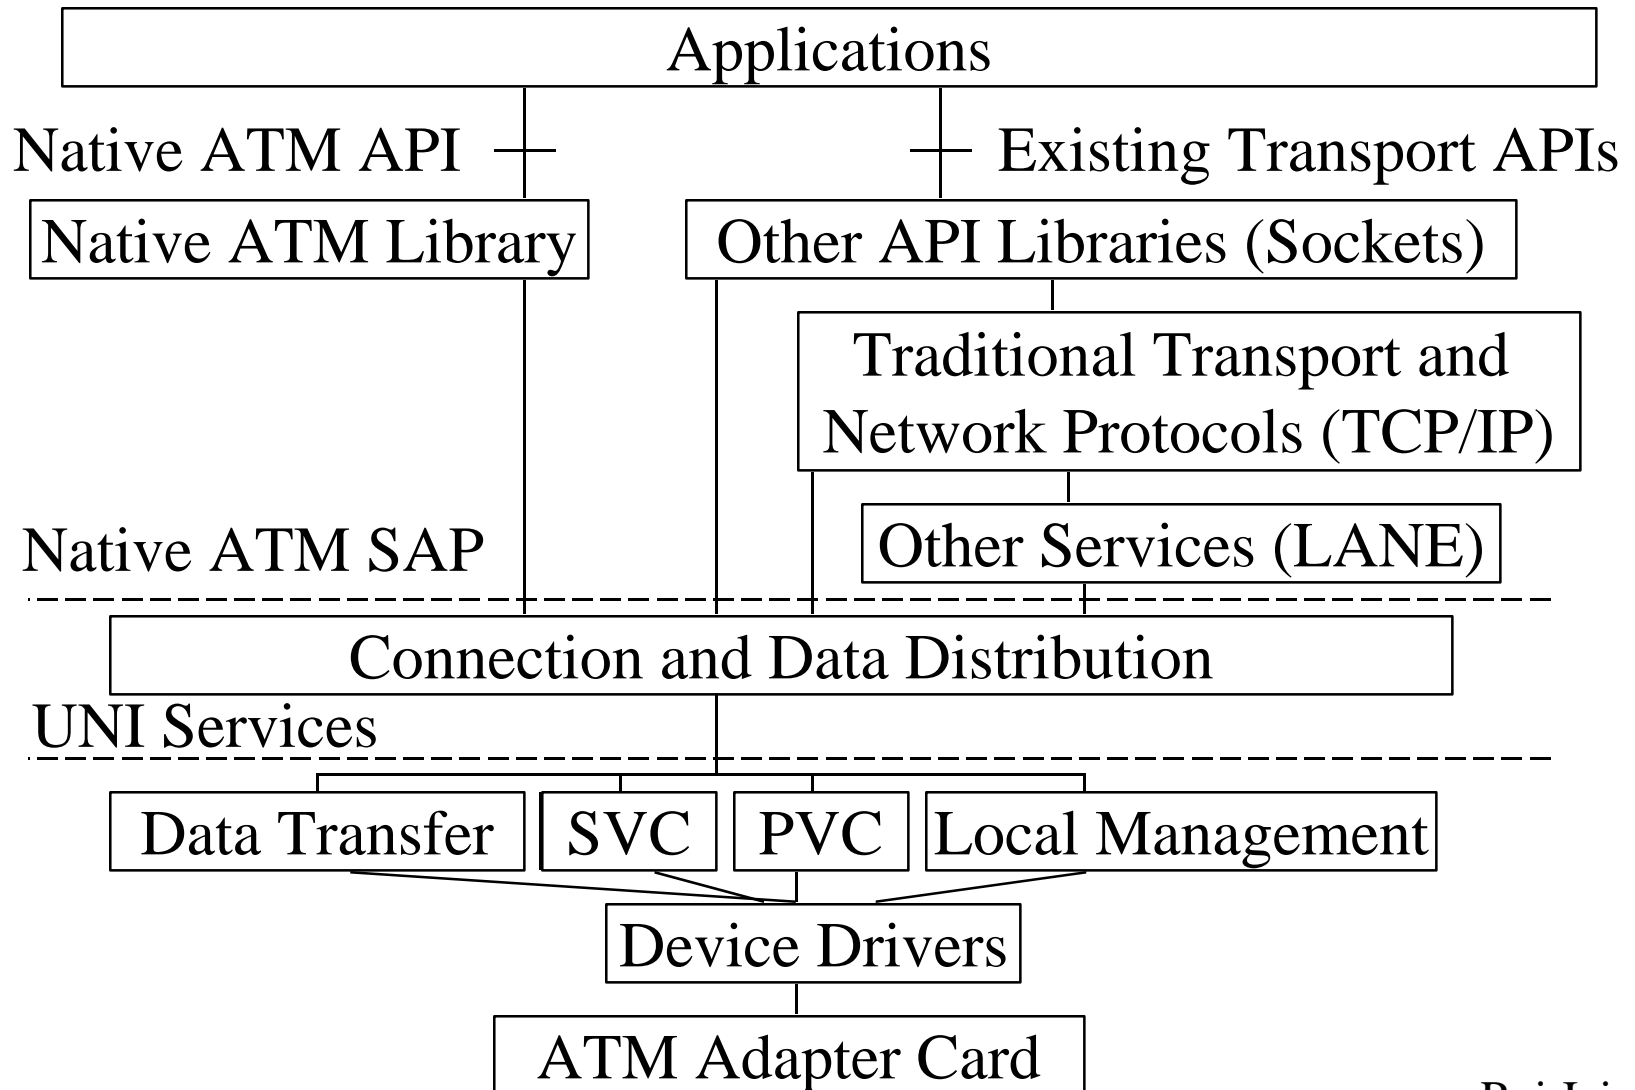 Applications
Native ATM API
Existing Transport APIs
Native ATM Library
Other API Libraries (Sockets)
Traditional Transport and
Network Protocols (TCP/IP)
Native ATM SAP
Other Services (LANE)
Connection and Data Distribution
UNI Services
Data Transfer
SVC
PVC
Local Management
Device Drivers
ATM Adapter Card